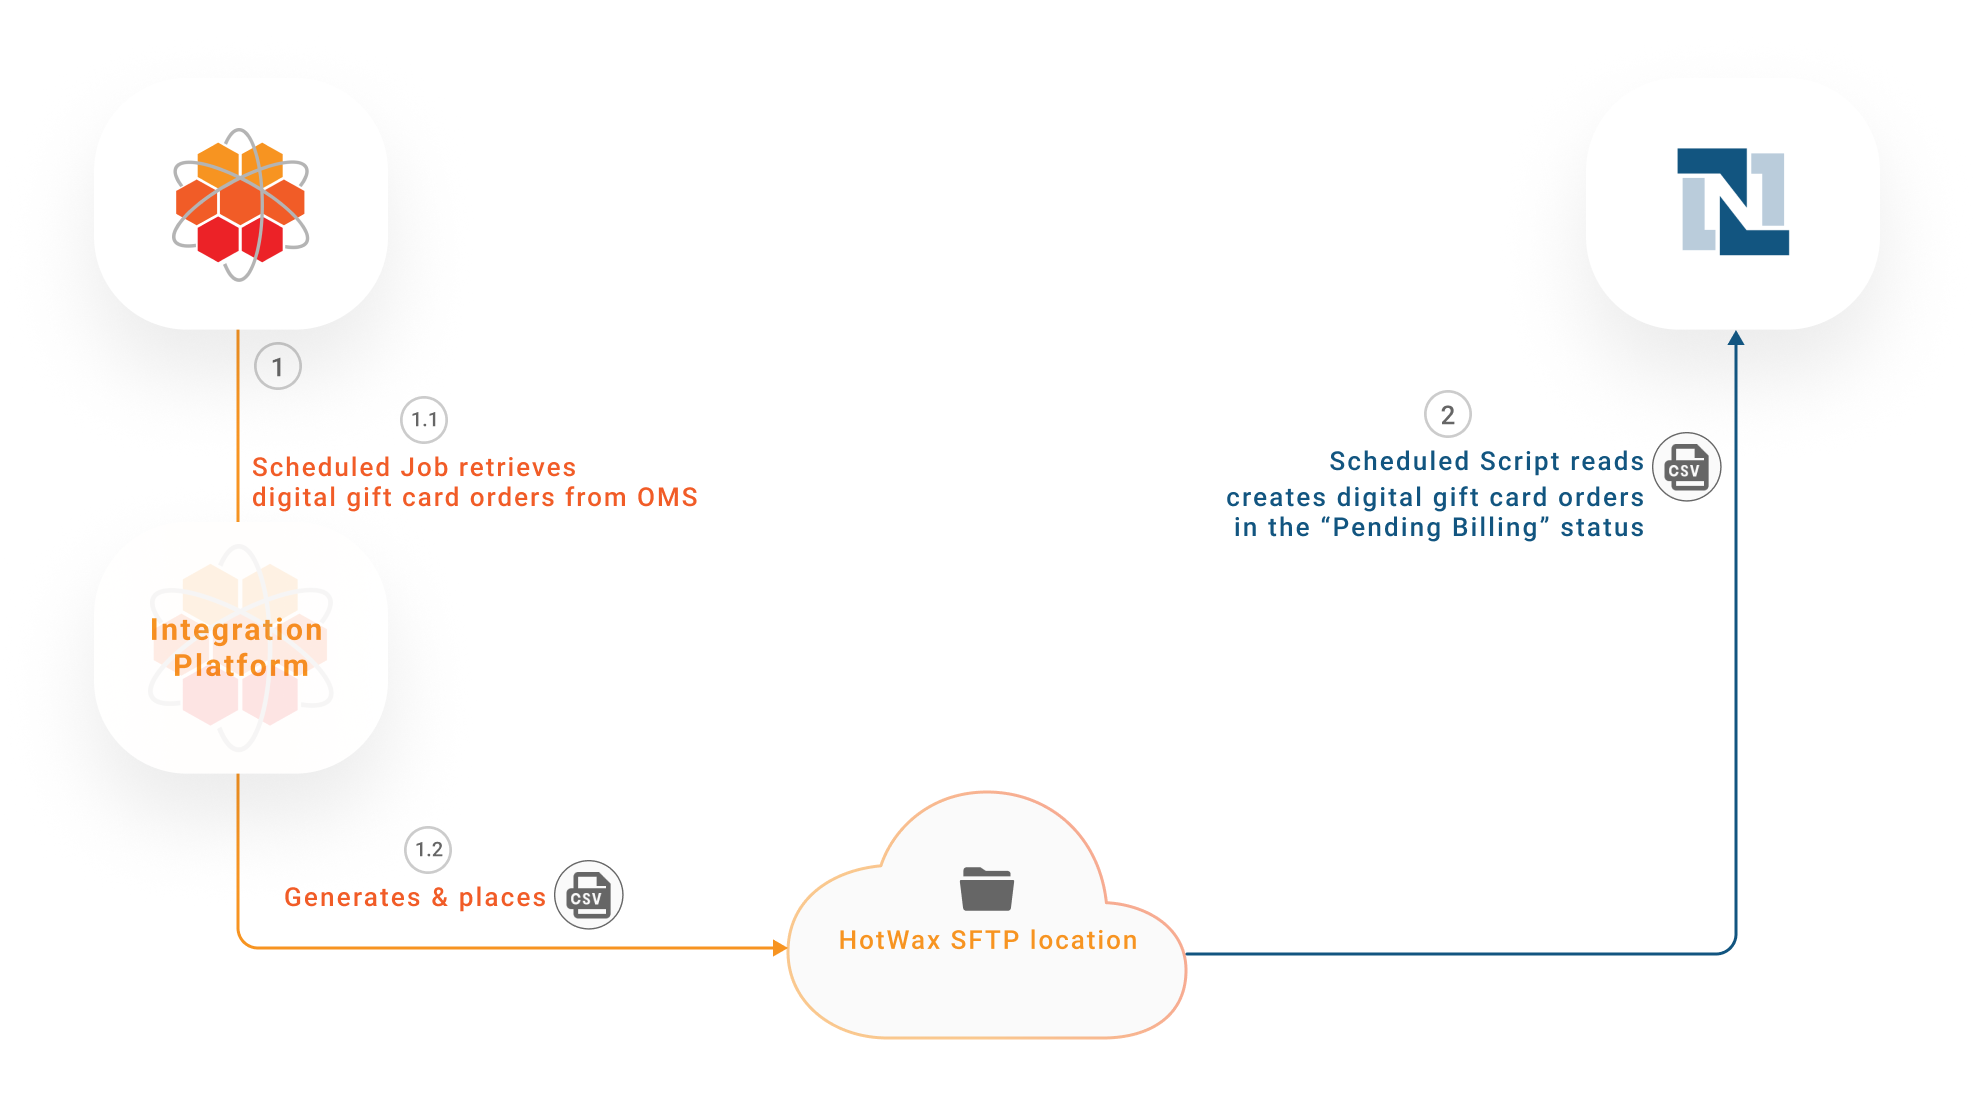 1
1.1
Scheduled Job retrieves
digital gift card orders from OMS
Integration
Platform
1.2
Generates & places
CSV
HotWax SFTP location
2
Scheduled Script reads
CSV
creates digital gift card orders
in the “Pending Billing” status
N